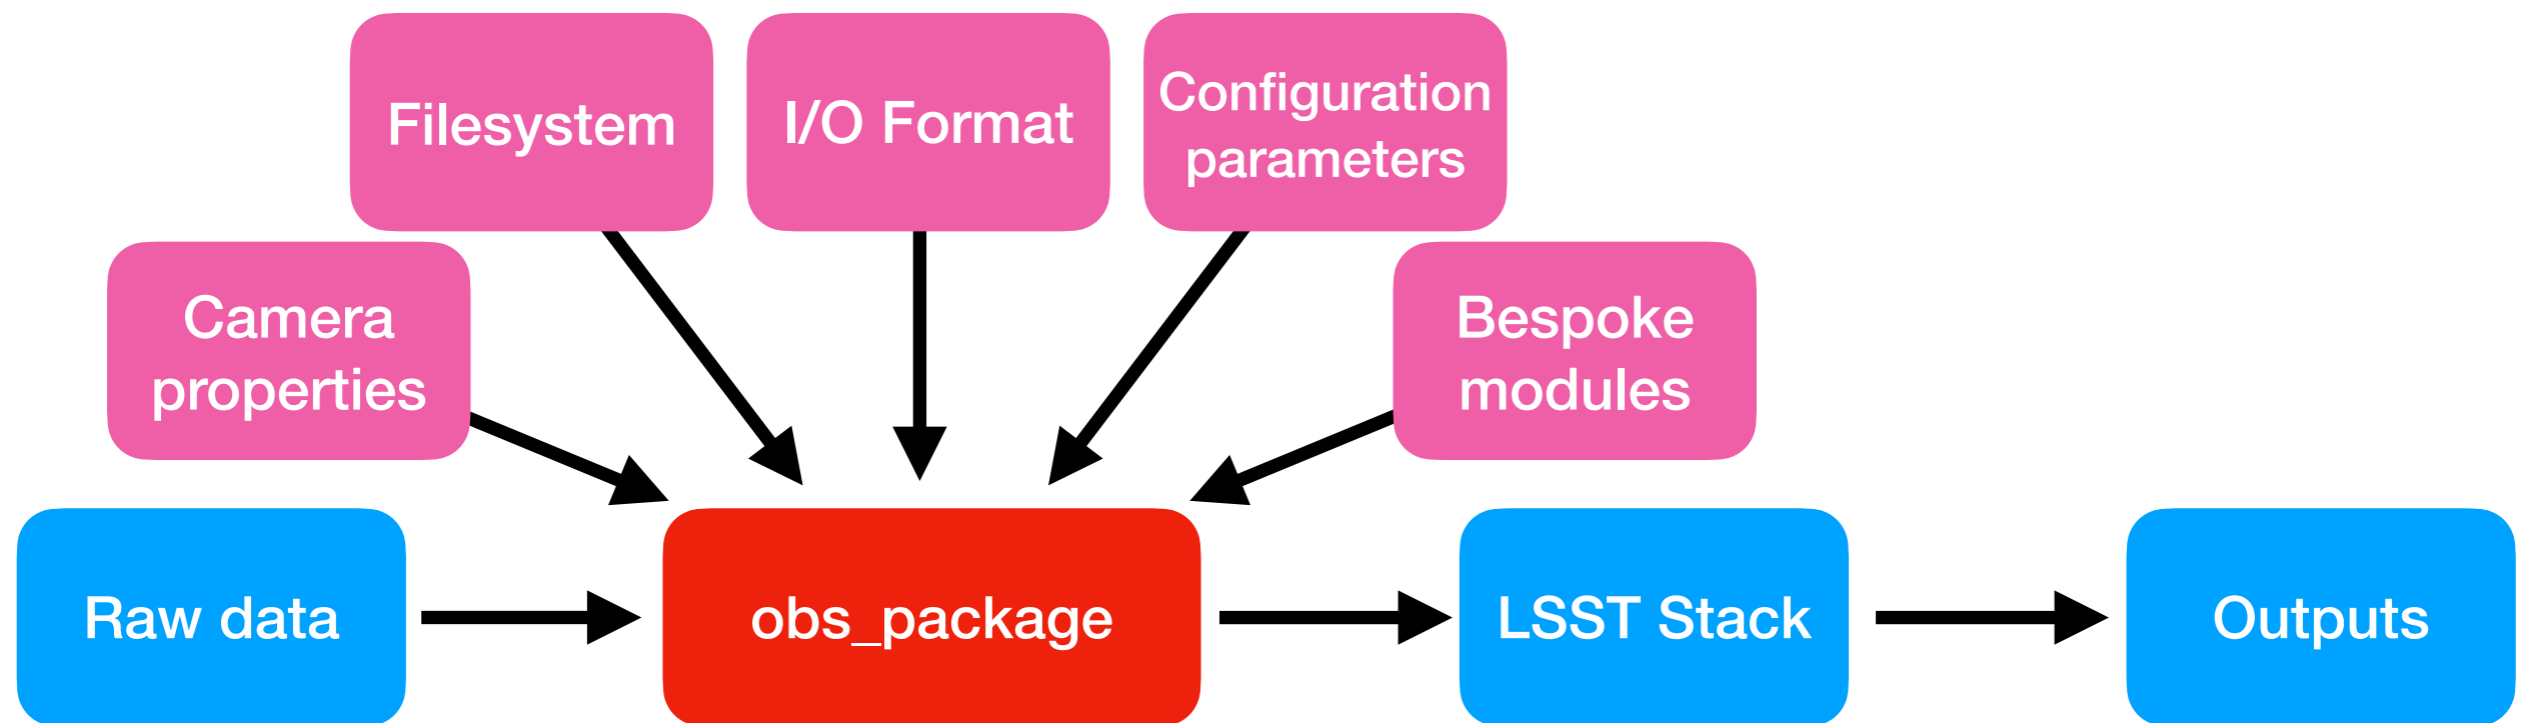 Filesystem
I/O Format
Configuration
parameters
Camera
properties
Bespoke
modules
Raw data
obs_package
LSST Stack
Outputs